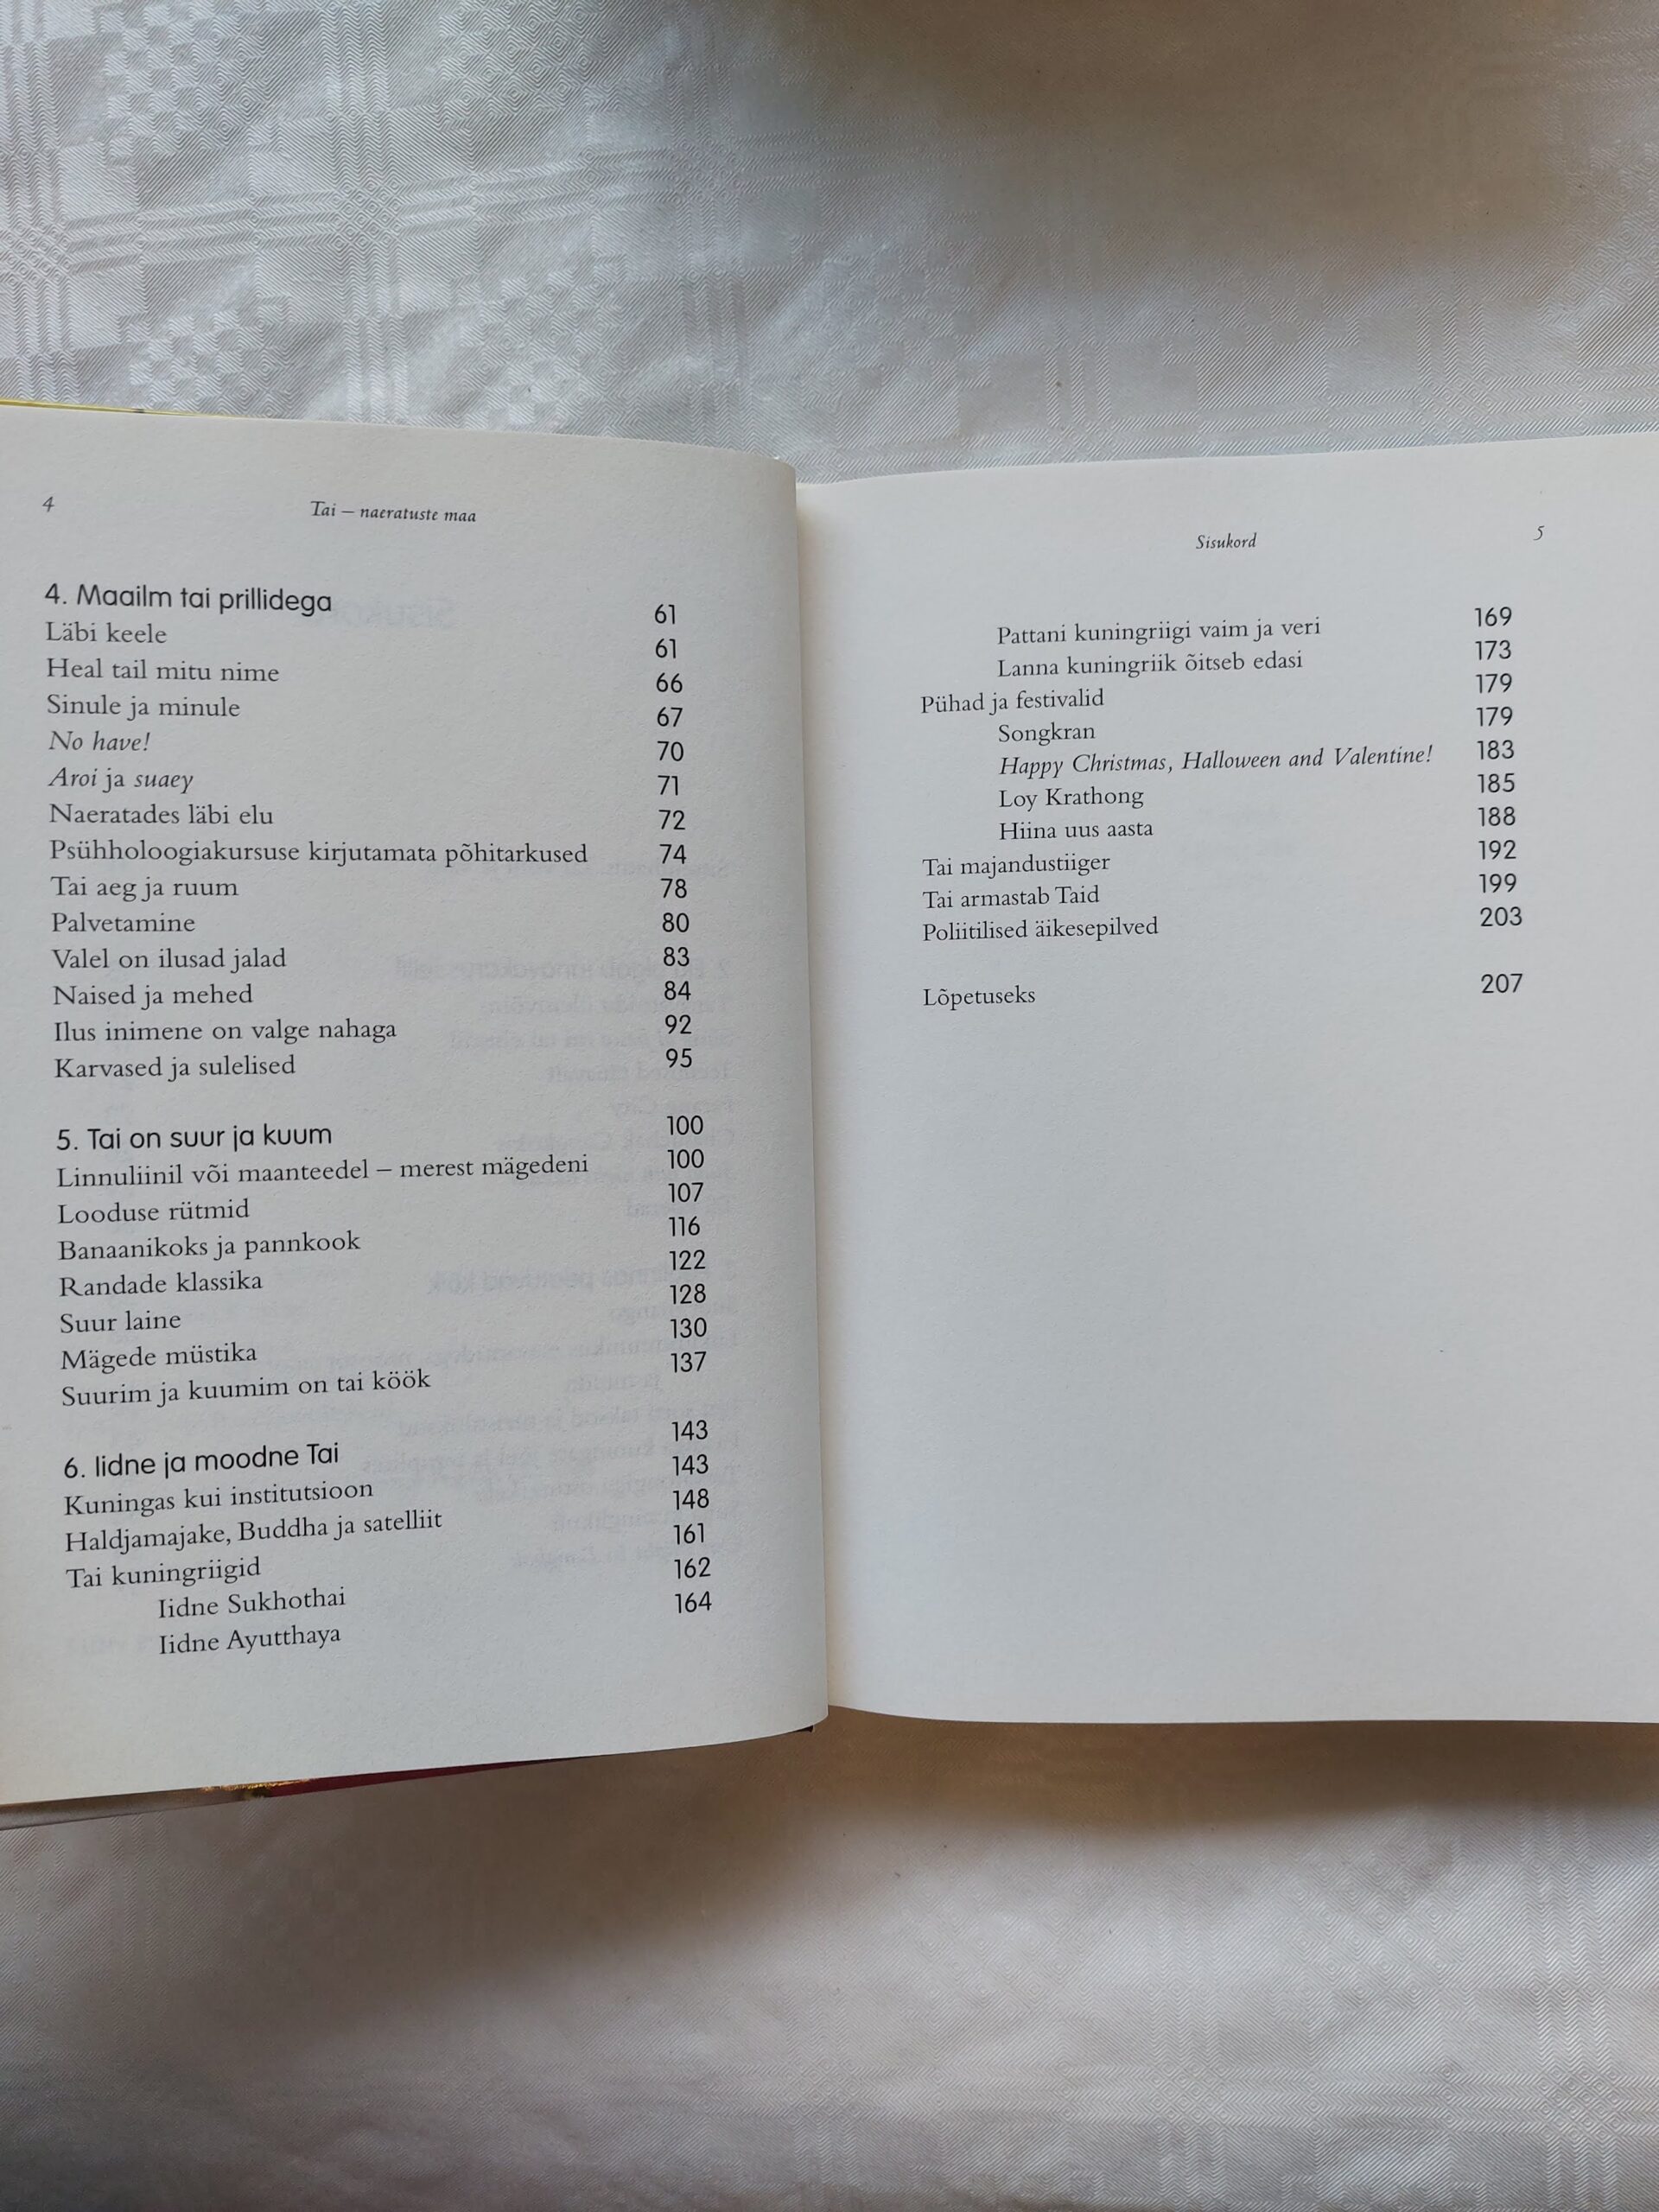 4
Tai – naeratuste maa
4. Maailm tai prillidega 61
Läbi keele 61
Heal tail mitu nime 66
Sinule ja minule 67
No have! 70
Aroi ja suaey 71
Naeratades läbi elu 72
Psühholoogiakursuse kirjutamata põhitarkused 74
Tai aeg ja ruum 78
Palvetamine 80
Valel on ilusad jalad 83
Naised ja mehed 84
Ilus inimene on valge nahaga 92
Karvased ja sulelised 95
5. Tai on suur ja kuum 100
Linnuliinil või maanteedel – merest mägedeni 100
Looduse rütmid 107
Banaanikoks ja pannkook 116
Randade klassika 122
Suur laine 128
Mägede müstika 130
Suurim ja kuumim on tai köök 137
6. Iidne ja moodne Tai 143
Kuningas kui institutsioon 143
Haldjamajake, Buddha ja satelliit 148
Tai kuningriigid 161
Iidne Sukhothai 162
Iidne Ayutthaya 164
Sisukord
5
Pattani kuningriigi vaim ja veri 169
Lanna kuningriik õitseb edasi 173
Pühad ja festivalid 179
Songkran 179
Happy Christmas, Halloween and Valentine! 183
Loy Krathong 185
Hiina uus aasta 188
Tai majandustiiger 192
Tai armastab Taid 199
Poliitilised äikesepilved 203
Lõpetuseks 207